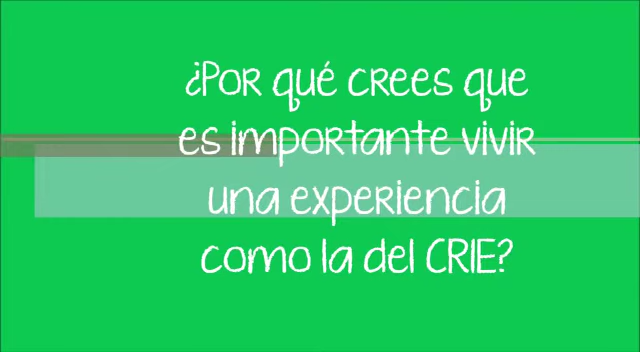 ¿Por qué crees que
es importante vivir
una experiencia
como la del CRIE?